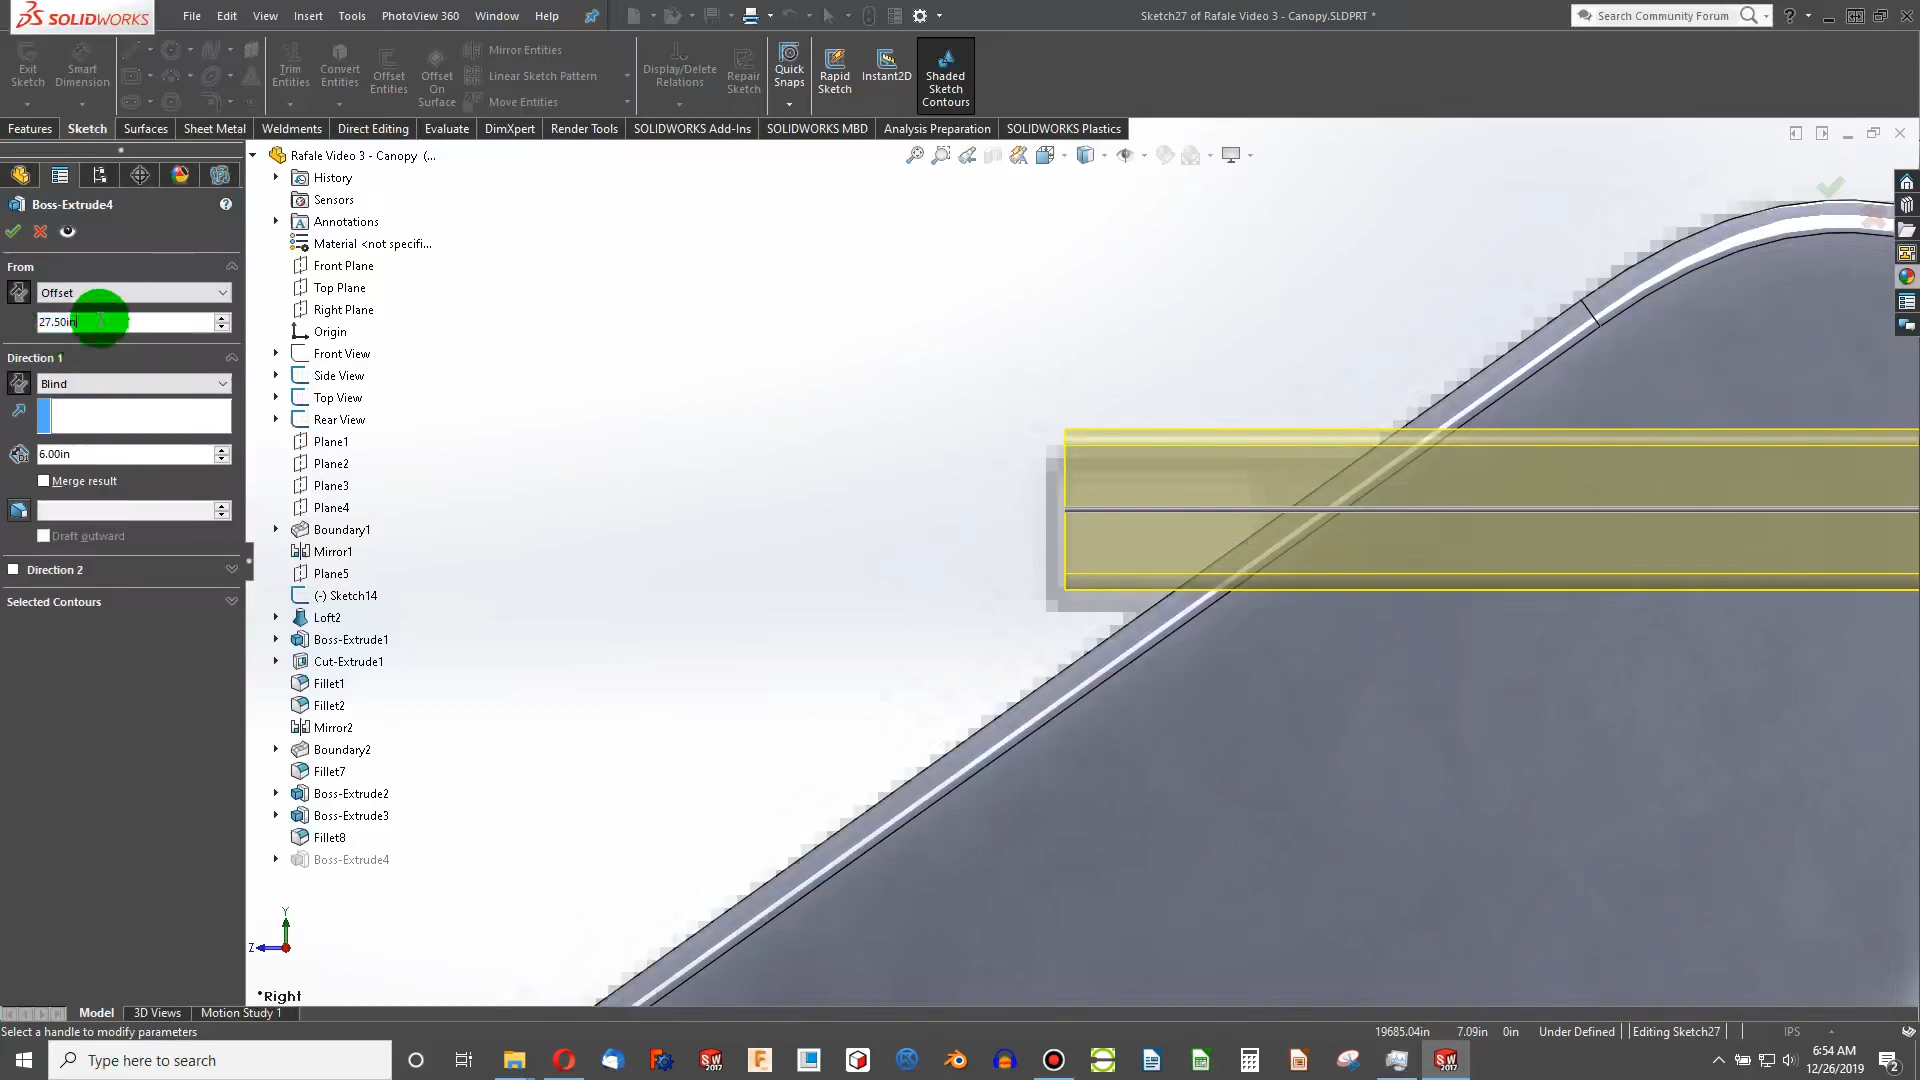 SOLIDWORKS
File Edit View Insert Tools PhotoView 360 Window Help
Sketch27 of Rafale Video 3 - Canopy.SLDPRT *
Search Community Forum
Exit Sketch
Smart Dimension
Trim Entities
Convert Entities
Offset Entities
Offset On Surface
Mirror Entities
Linear Sketch Pattern
Move Entities
Display/Delete Relations
Repair Sketch
Quick Snaps
Rapid Sketch
Instant2D
Shaded Sketch Contours
Features Sketch Surfaces Sheet Metal Weldments Direct Editing Evaluate DimXpert Render Tools SOLIDWORKS Add-Ins SOLIDWORKS MBD Analysis Preparation SOLIDWORKS Plastics
Boss-Extrude4
From
Offset
27.50in
Direction 1
Blind
6.00in
Merge result
Draft outward
Direction 2
Selected Contours
Rafale Video 3 - Canopy (...
History
Sensors
Annotations
Material <not specifi...
Front Plane
Top Plane
Right Plane
Origin
Front View
Side View
Top View
Rear View
Plane1
Plane2
Plane3
Plane4
Boundary1
Mirror1
Plane5
(-) Sketch14
Loft2
Boss-Extrude1
Cut-Extrude1
Fillet1
Fillet2
Mirror2
Boundary2
Fillet7
Boss-Extrude2
Boss-Extrude3
Fillet8
Boss-Extrude4
Y
Z
*Right
Model 3D Views Motion Study 1
Select a handle to modify parameters
19685.04in 7.09in 0in Under Defined Editing Sketch27 IPS
Type here to search
SW 2017
SW 2017
6:54 AM
12/26/2019
2